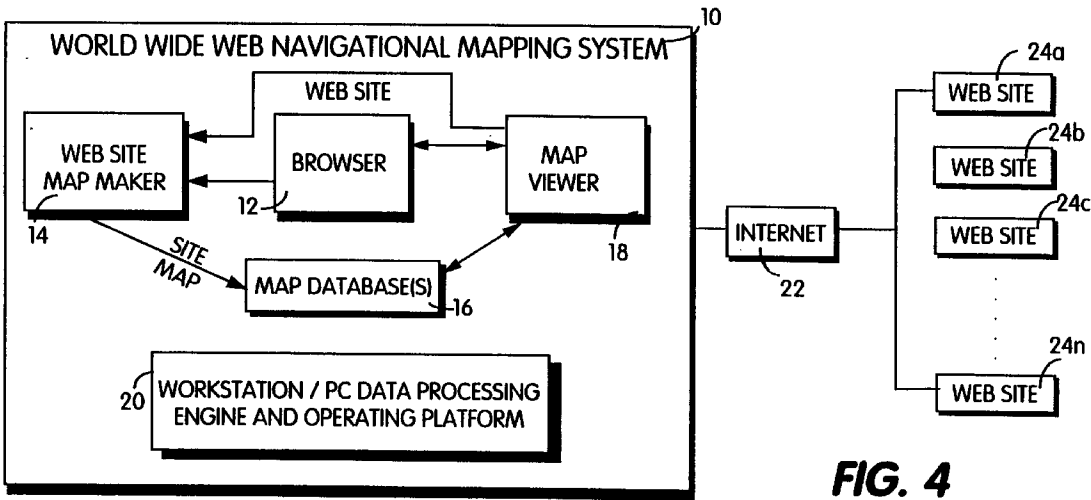 10
WORLD WIDE WEB NAVIGATIONAL MAPPING SYSTEM
WEB SITE
WEB SITE
MAP MAKER
14
BROWSER
12
MAP
VIEWER
18
SITE
MAP
MAP DATABASE(S)
16
20
WORKSTATION / PC DATA PROCESSING
ENGINE AND OPERATING PLATFORM
INTERNET
22
24a
WEB SITE
24b
WEB SITE
24c
WEB SITE
24n
WEB SITE
FIG. 4